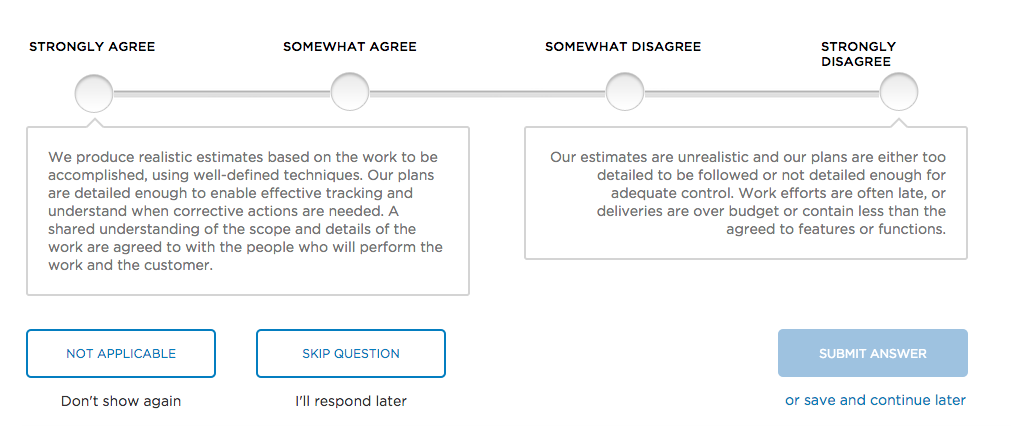 STRONGLY AGREE
SOMEWHAT AGREE
SOMEWHAT DISAGREE
STRONGLY
DISAGREE
We produce realistic estimates based on the work to be
accomplished, using well-defined techniques. Our plans
are detailed enough to enable effective tracking and
understand when corrective actions are needed. A
shared understanding of the scope and details of the
work are agreed to with the people who will perform the
work and the customer.
Our estimates are unrealistic and our plans are either too
detailed to be followed or not detailed enough for
adequate control. Work efforts are often late, or
deliveries are over budget or contain less than the
agreed to features or functions.
NOT APPLICABLE
SKIP QUESTION
SUBMIT ANSWER
Don't show again
I'll respond later
or save and continue later